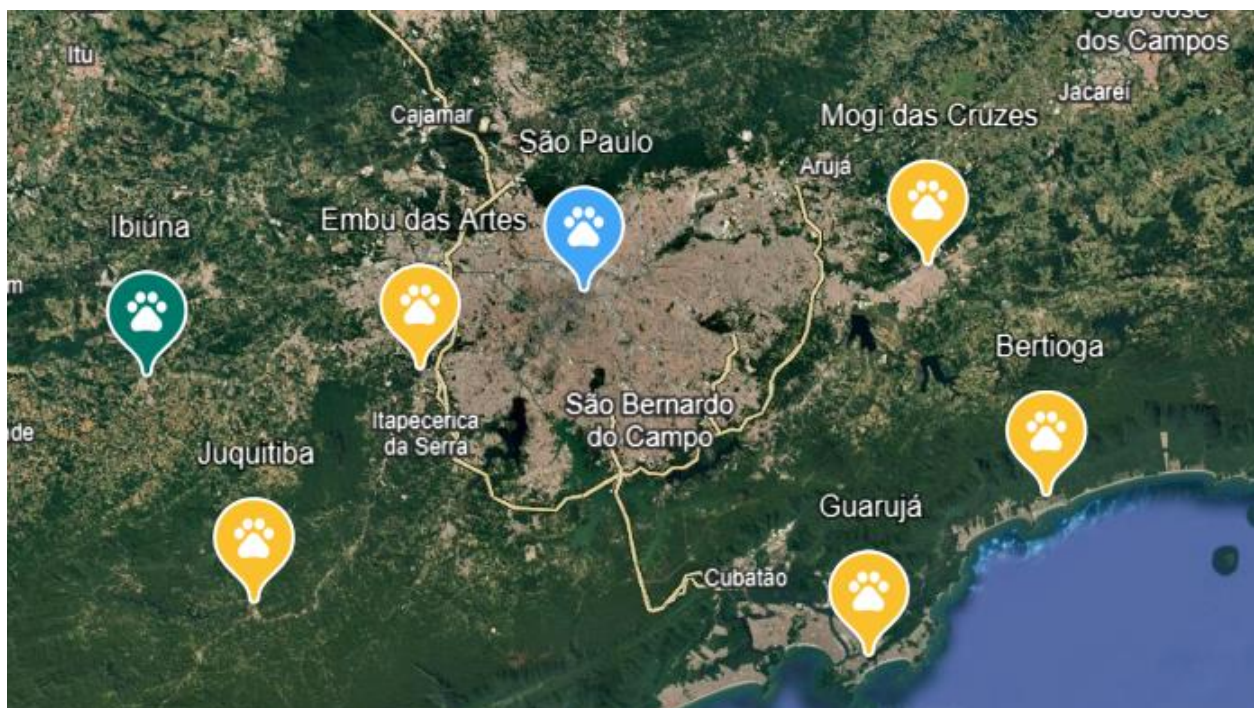 São José
dos Campos
Itu
Jacareí
Cajamar
Mogi das Cruzes
São Paulo
Arujá
Embu das Artes
Ibiúna
m
Bertioga
São Bernardo
do Campo
Itapecerica
da Serra
de
Juquitiba
Guarujá
Cubatão